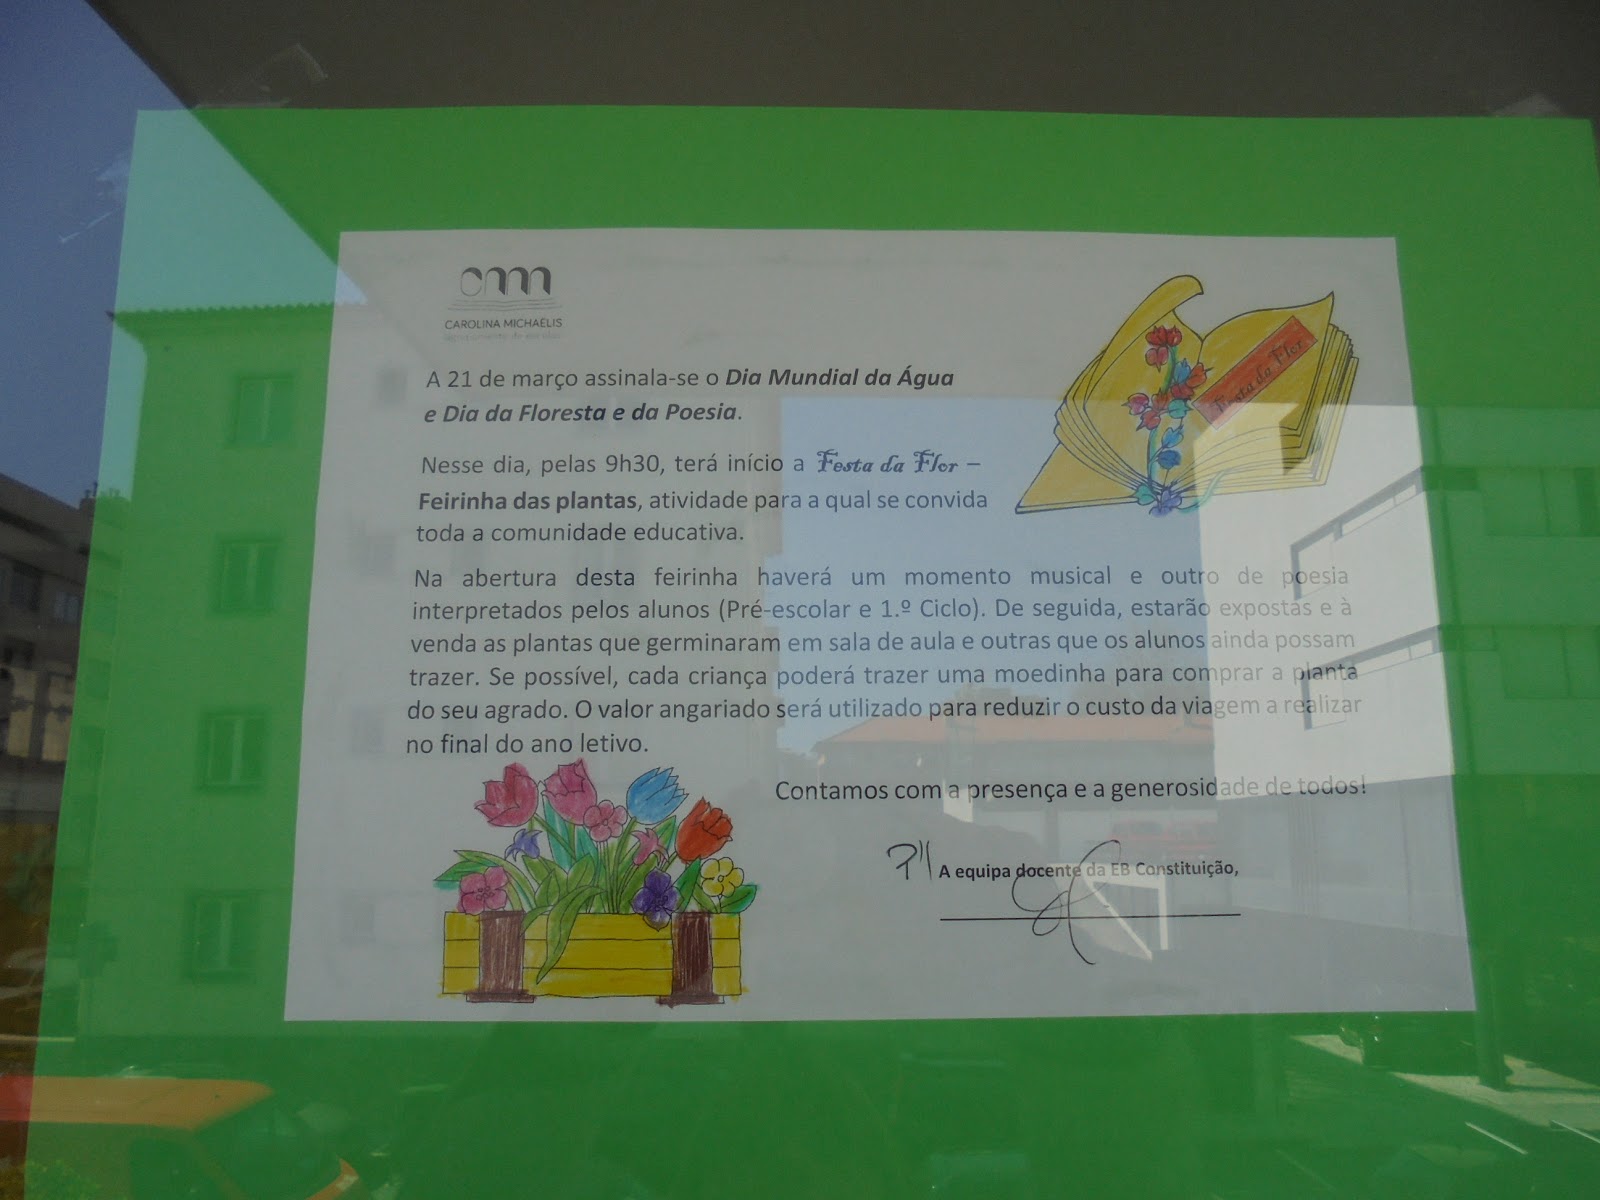 cmm
CAROLINA MICHAËLIS
agrupamento de escolas
A 21 de março assinala-se o Dia Mundial da Água
e Dia da Floresta e da Poesia.
Festa da Flor
Nesse dia, pelas 9h30, terá início a Festa da Flor –
Feirinha das plantas, atividade para a qual se convida
toda a comunidade educativa.
Na abertura desta feirinha haverá um momento musical e outro de poesia
interpretados pelos alunos (Pré-escolar e 1.º Ciclo). De seguida, estarão expostas e à
venda as plantas que germinaram em sala de aula e outras que os alunos ainda possam
trazer. Se possível, cada criança poderá trazer uma moedinha para comprar a planta
do seu agrado. O valor angariado será utilizado para reduzir o custo da viagem a realizar
no final do ano letivo.
Contamos com a presença e a generosidade de todos!
P'll A equipa docente da EB Constituição,